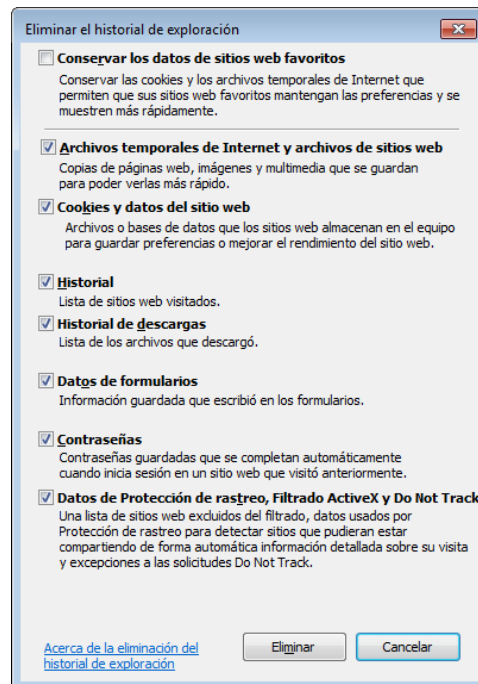 Eliminar el historial de exploración
Conservar los datos de sitios web favoritos
Conservar las cookies y los archivos temporales de Internet que
permiten que sus sitios web favoritos mantengan las preferencias y se
muestren más rápidamente.
Archivos temporales de Internet y archivos de sitios web
Copias de páginas web, imágenes y multimedia que se guardan
para poder verlas más rápido.
Cookies y datos del sitio web
Archivos o bases de datos que los sitios web almacenan en el equipo
para guardar preferencias o mejorar el rendimiento del sitio web.
Historial
Lista de sitios web visitados.
Historial de descargas
Lista de los archivos que descargó.
Datos de formularios
Información guardada que escribió en los formularios.
Contraseñas
Contraseñas guardadas que se completan automáticamente
cuando inicia sesión en un sitio web que visitó anteriormente.
Datos de Protección de rastreo, Filtrado ActiveX y Do Not Track
Una lista de sitios web excluidos del filtrado, datos usados por
Protección de rastreo para detectar sitios que pudieran estar
compartiendo de forma automática información detallada sobre su visita
y excepciones a las solicitudes Do Not Track.
Acerca de la eliminación del
historial de exploración
Eliminar
Cancelar